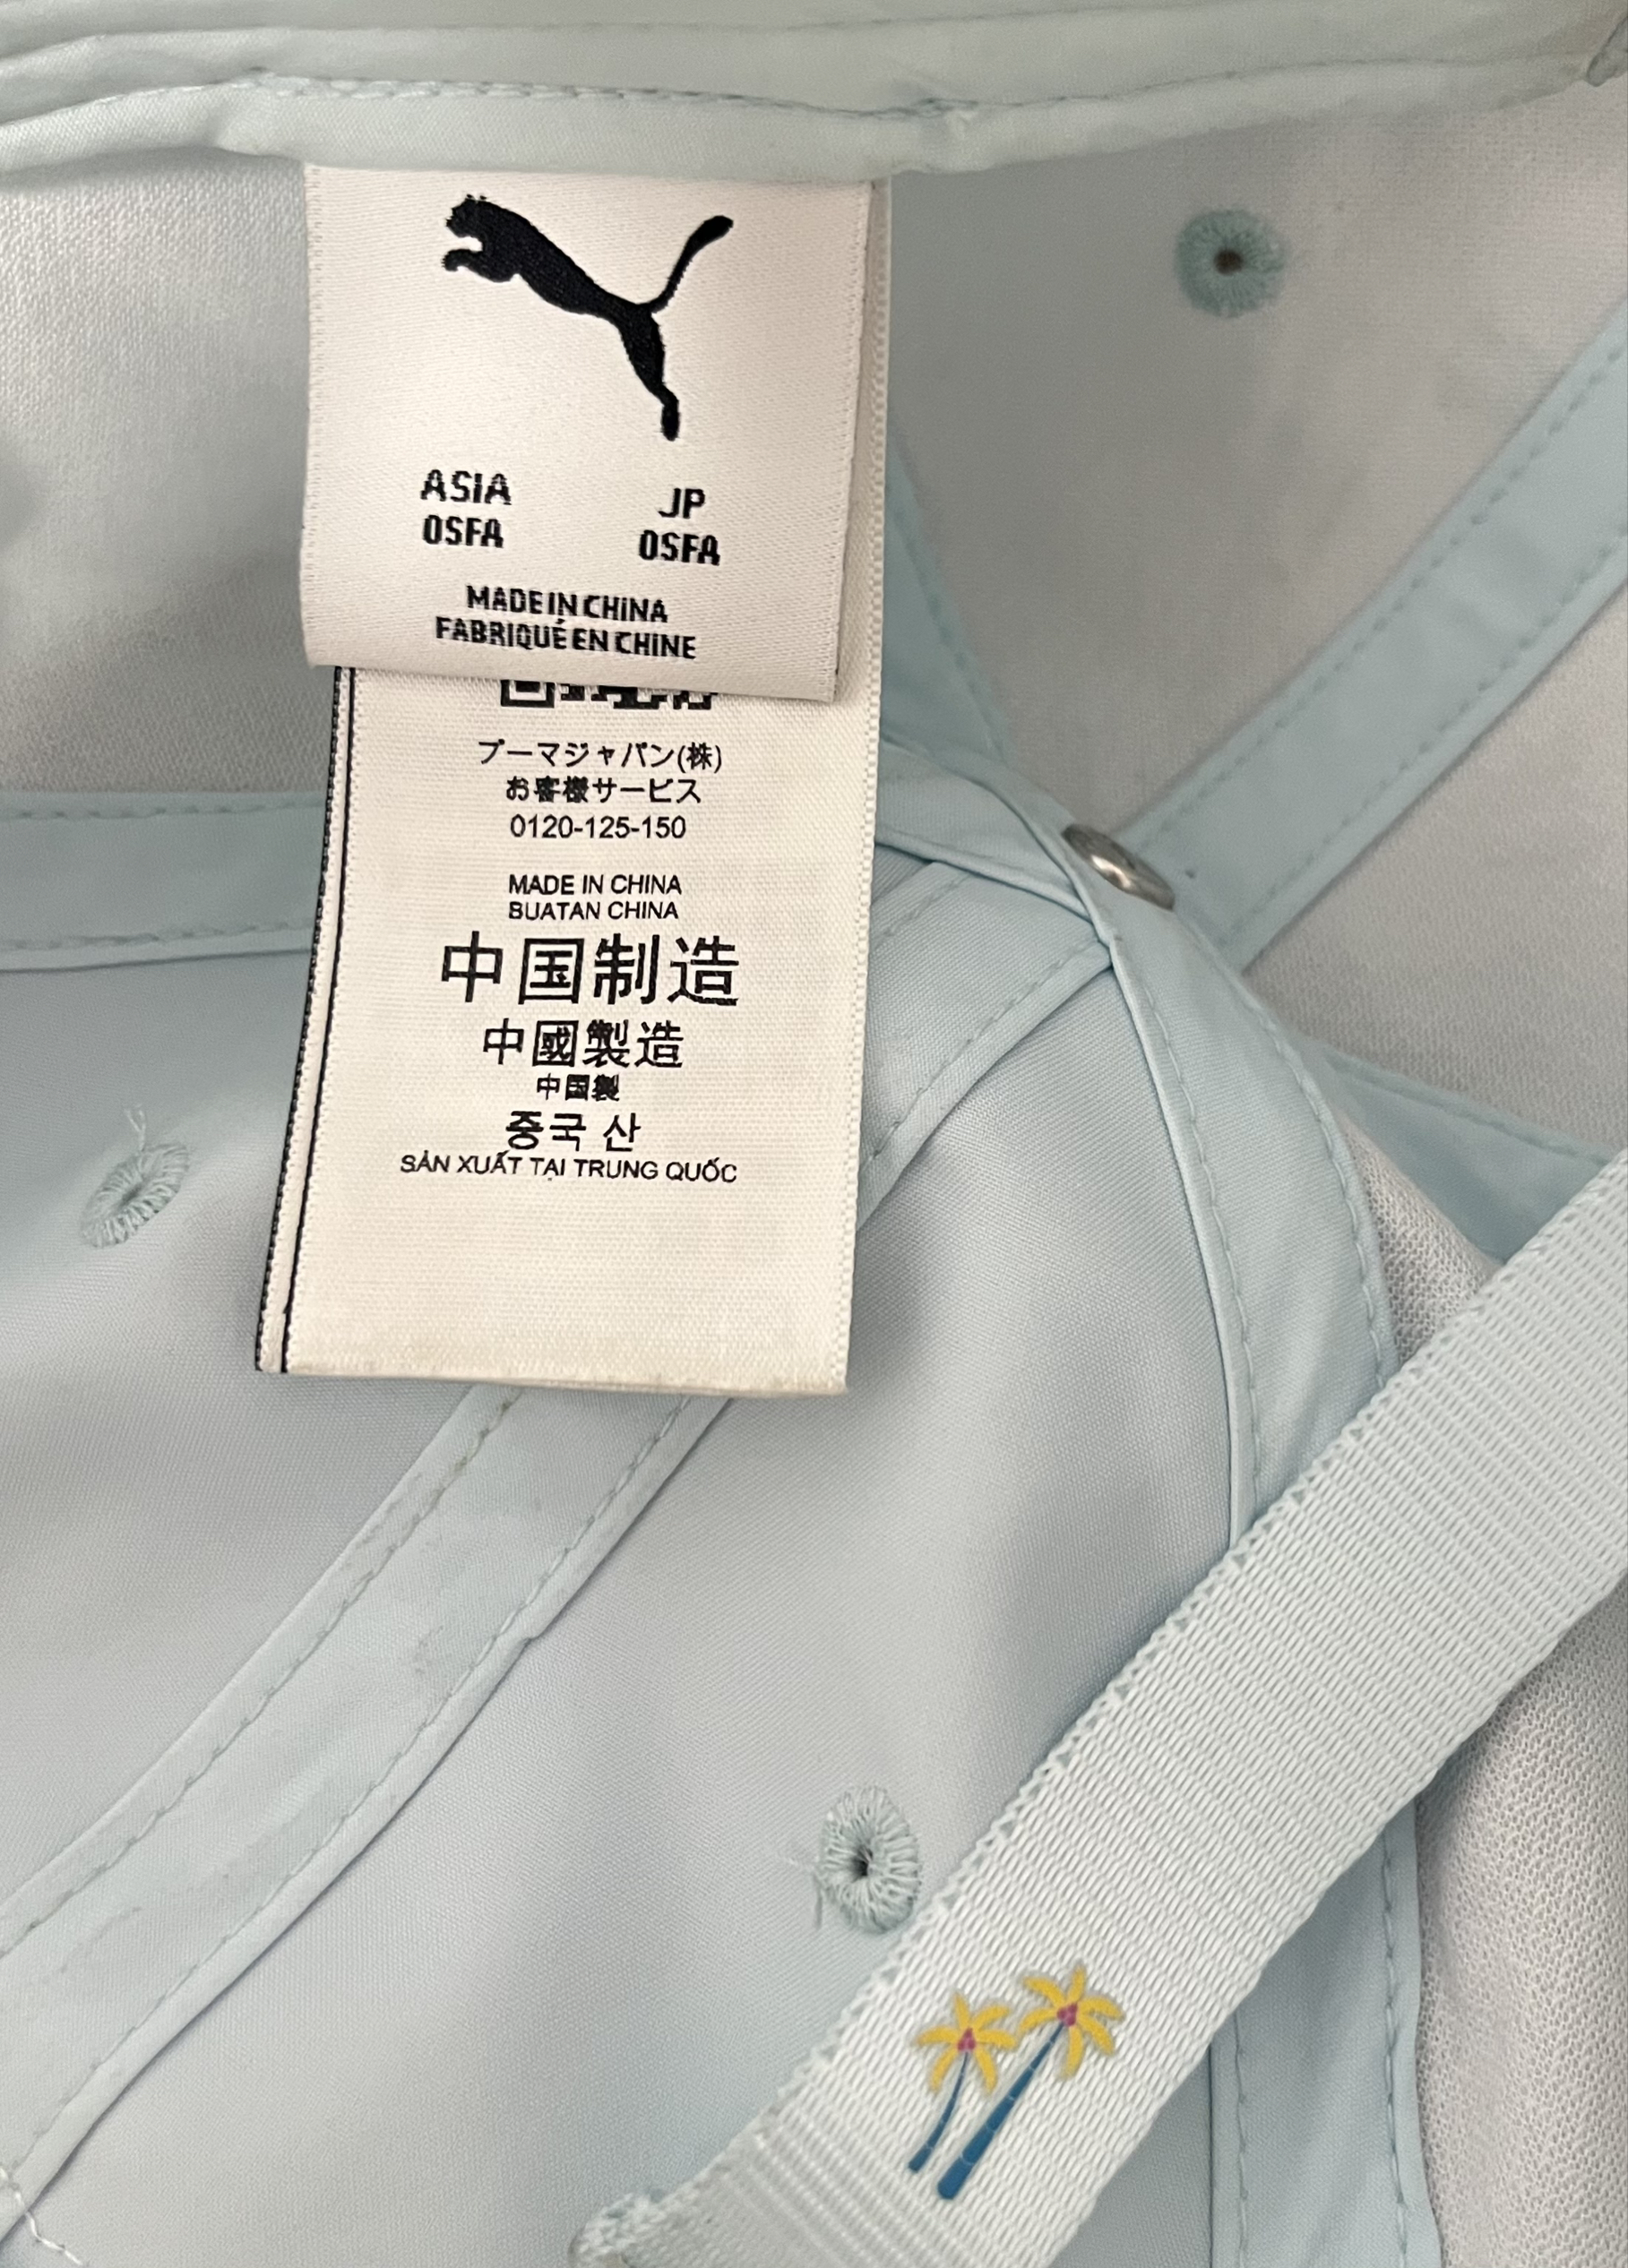 ASIA JP
OSFA OSFA
MADE IN CHINA
FABRIQUÉ EN CHINE
プーマジャパン(株)
お客様サービス
0120-125-150
MADE IN CHINA
BUATAN CHINA
中国制造
中國製造
中国製
중국 산
SẢN XUẤT TẠI TRUNG QUỐC